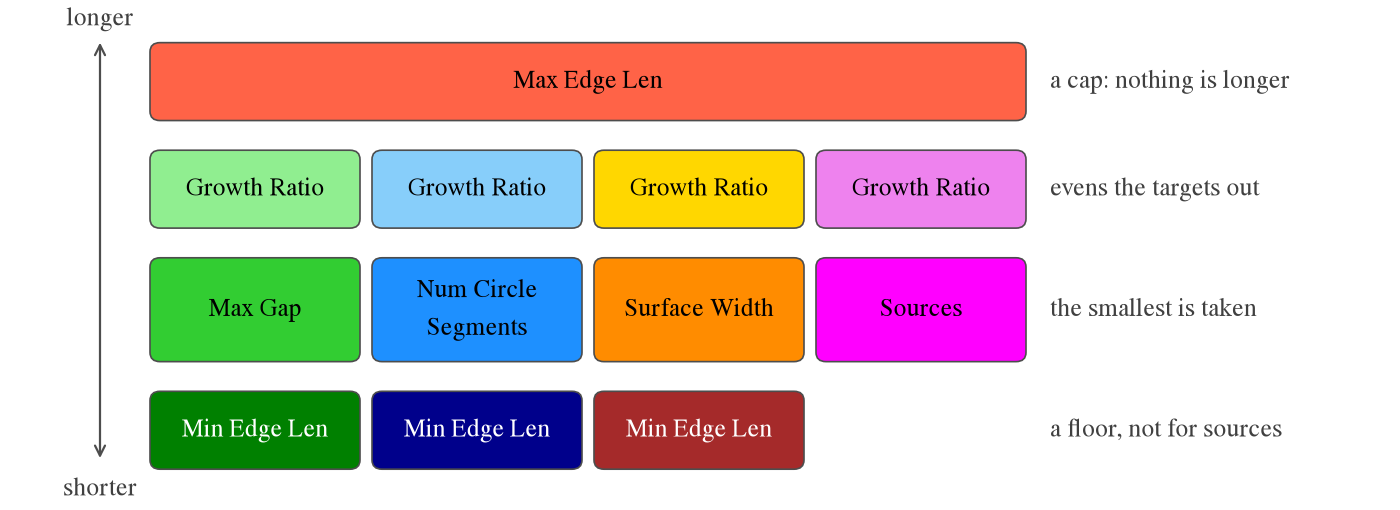 longer
Max Edge Len
a cap: nothing is longer
Growth Ratio
Growth Ratio
Growth Ratio
Growth Ratio
evens the targets out
Max Gap
Num Circle
Segments
Surface Width
Sources
the smallest is taken
Min Edge Len
Min Edge Len
Min Edge Len
a floor, not for sources
shorter